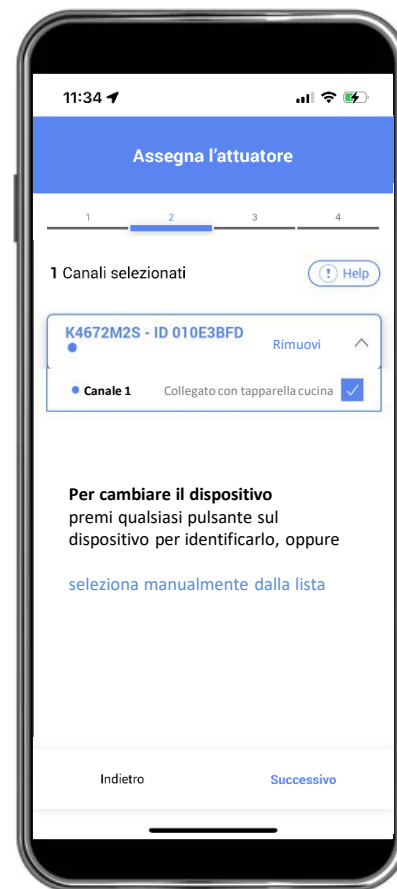 11:34
Assegna l'attuatore
1 2 3 4
1 Canali selezionati
Help
K4672M2S - ID 010E3BFD
Rimuovi
Canale 1 Collegato con tapparella cucina
Per cambiare il dispositivo
premi qualsiasi pulsante sul
dispositivo per identificarlo, oppure
seleziona manualmente dalla lista
Indietro Successivo